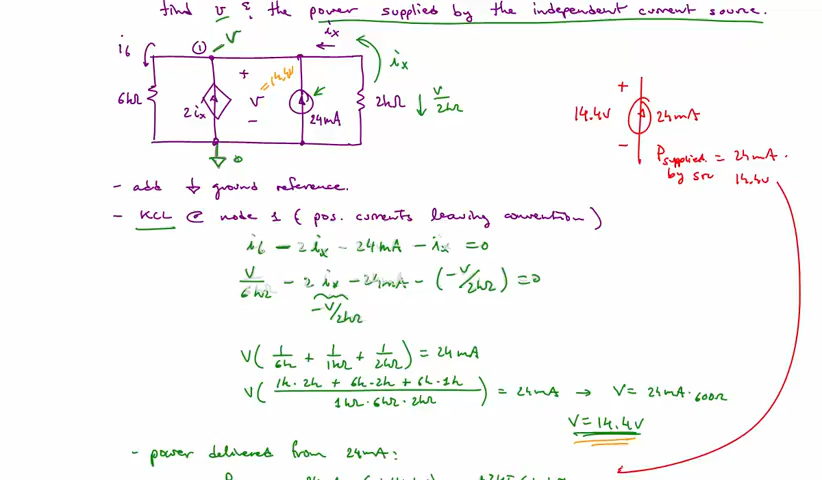 find v & the power supplied by the independent current source.
i6 ① V ix
ix
+
V =14.4V
-
6kΩ 2ix 24mA 2kΩ ↓ V/2kΩ
0
+
14.4V 24mA
-
Psupplied by src = 24mA · 14.4V
- add ⏚ ground reference.
- KCL @ node 1 (pos. currents leaving convention)
i6 - 2ix - 24mA - ix = 0
V/6kΩ - 2 ix - 24mA - (-V/2kΩ) = 0
-V/2kΩ
V( 1/6k + 1/1kΩ + 1/2kΩ ) = 24mA
V( (1k·2k + 6k·2k + 6k·1k) / (1kΩ·6kΩ·2kΩ) ) = 24mA → V = 24mA·600Ω
V = 14.4V
- power delivered from 24mA: